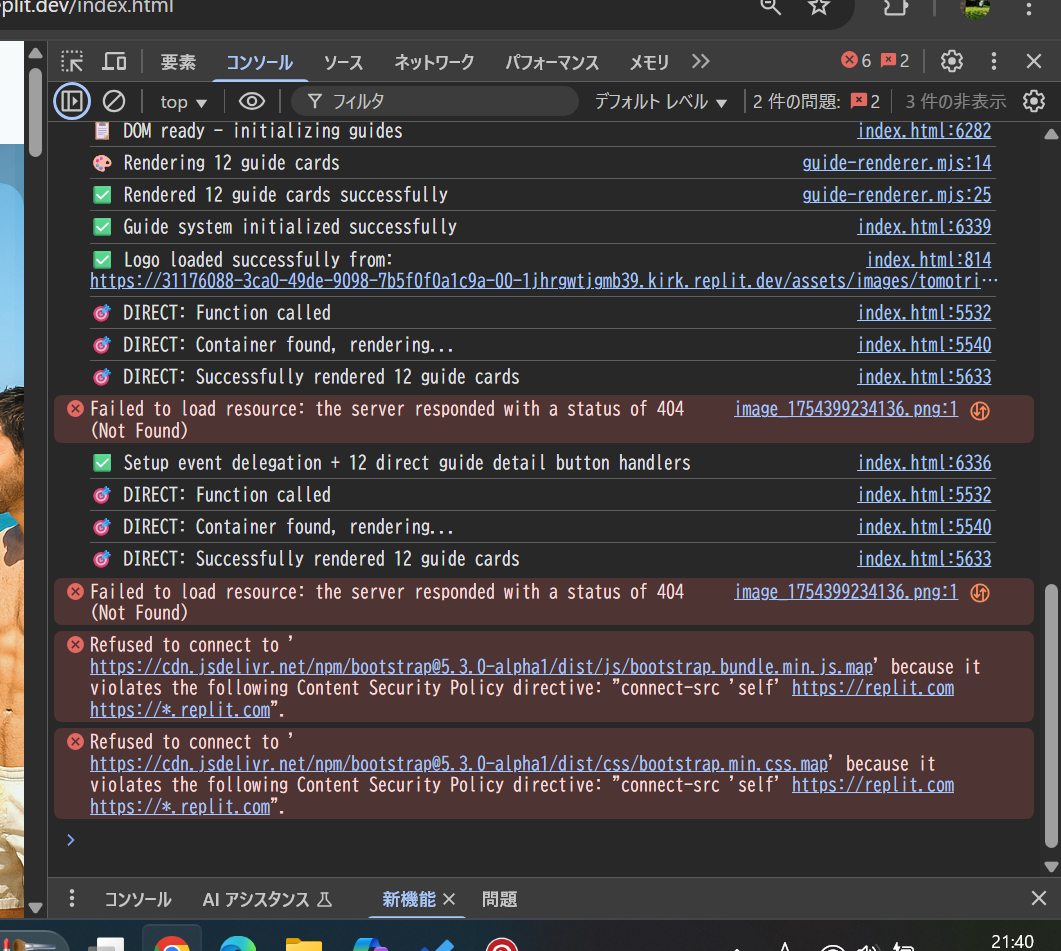 plit.dev/index.html
要素 コンソール ソース ネットワーク パフォーマンス メモリ 6 2
top フィルタ デフォルト レベル 2 件の問題: 2 3 件の非表示
DOM ready - initializing guides index.html:6282
Rendering 12 guide cards guide-renderer.mjs:14
Rendered 12 guide cards successfully guide-renderer.mjs:25
Guide system initialized successfully index.html:6339
Logo loaded successfully from: index.html:814
https://31176088-3ca0-49de-9098-7b5f0f0a1c9a-00-1jhrgwtjgmb39.kirk.replit.dev/assets/images/tomotri…
DIRECT: Function called index.html:5532
DIRECT: Container found, rendering... index.html:5540
DIRECT: Successfully rendered 12 guide cards index.html:5633
Failed to load resource: the server responded with a status of 404 image_1754399234136.png:1
(Not Found)
Setup event delegation + 12 direct guide detail button handlers index.html:6336
DIRECT: Function called index.html:5532
DIRECT: Container found, rendering... index.html:5540
DIRECT: Successfully rendered 12 guide cards index.html:5633
Failed to load resource: the server responded with a status of 404 image_1754399234136.png:1
(Not Found)
Refused to connect to '
https://cdn.jsdelivr.net/npm/bootstrap@5.3.0-alpha1/dist/js/bootstrap.bundle.min.js.map' because it
violates the following Content Security Policy directive: "connect-src 'self' https://replit.com
https://*.replit.com".
Refused to connect to '
https://cdn.jsdelivr.net/npm/bootstrap@5.3.0-alpha1/dist/css/bootstrap.min.css.map' because it
violates the following Content Security Policy directive: "connect-src 'self' https://replit.com
https://*.replit.com".
コンソール AI アシスタンス 新機能 問題
21:40